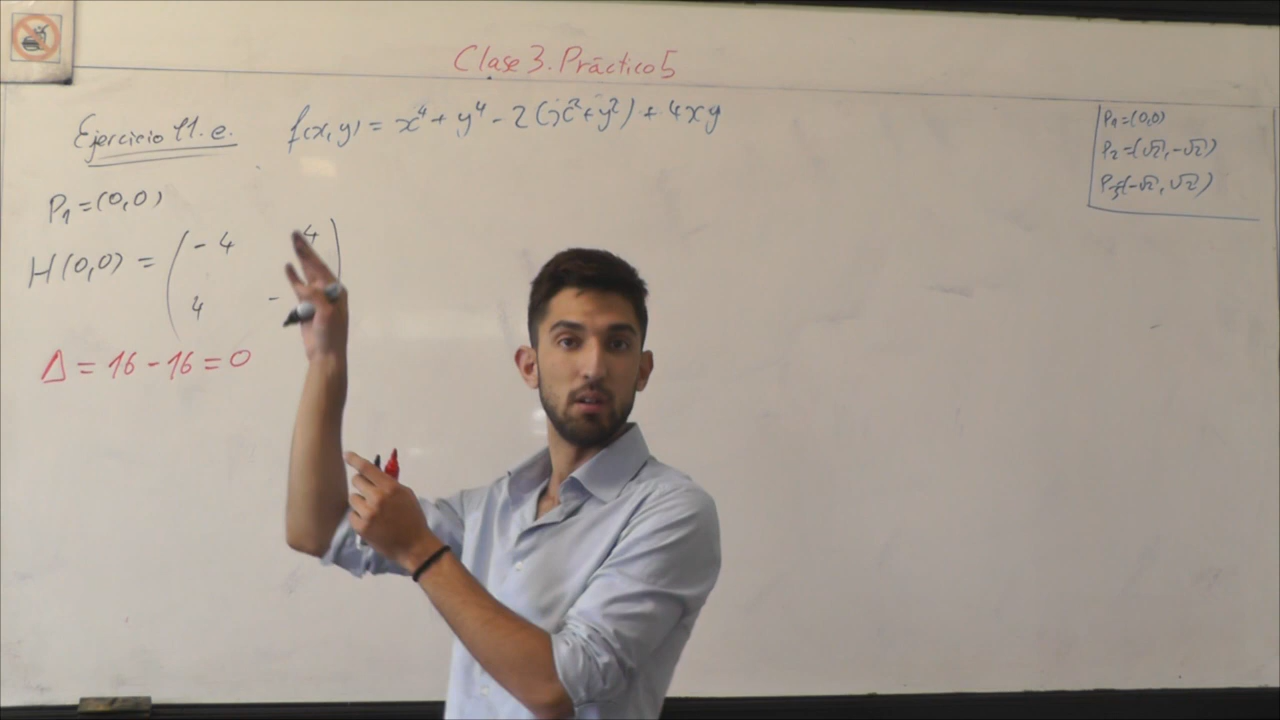 Clase 3. Práctico 5
Ejercicio 11.e. f(x,y) = x⁴ + y⁴ - 2(x² + y²) + 4xy
P₁ = (0,0)
P₂ = (√2, -√2)
P₃ = (-√2, √2)
P₁ = (0,0)
H(0,0) = ( -4 4
4 - 
Δ = 16 - 16 = 0